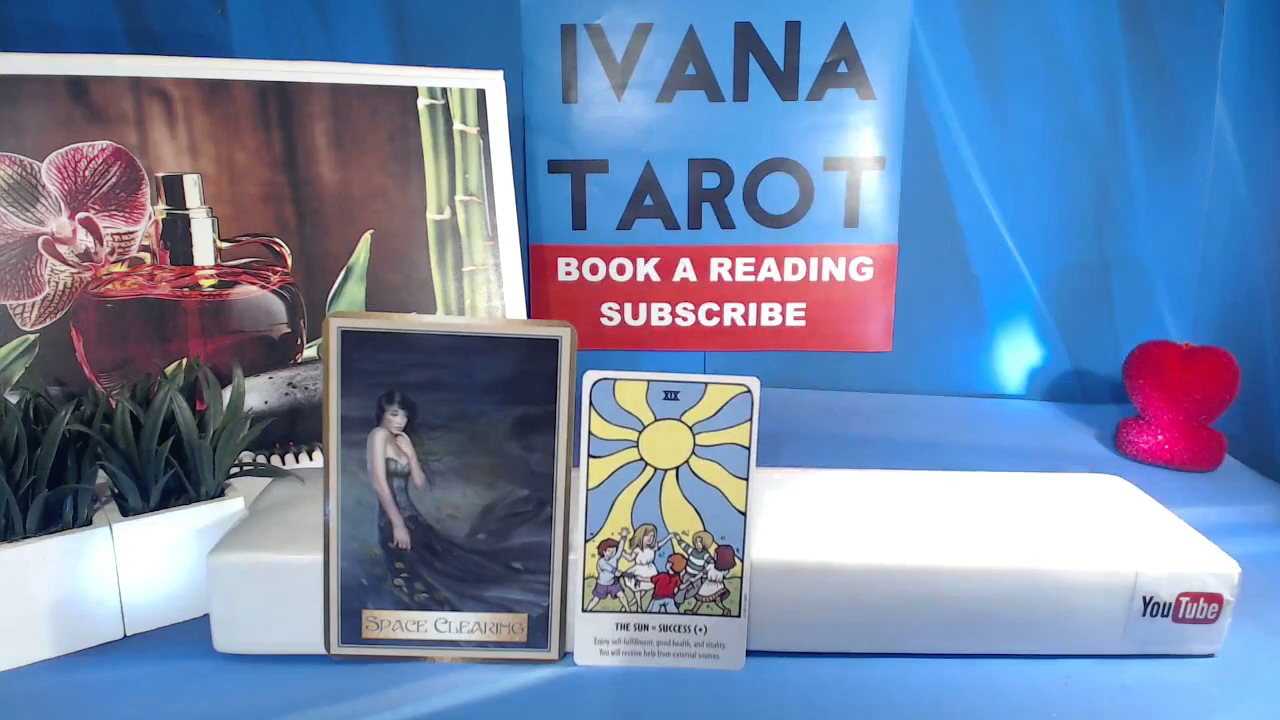 IVANA
TAROT
BOOK A READING
SUBSCRIBE
SPACE CLEARING
XIX
THE SUN = SUCCESS (+)
Enjoy self-fulfillment, good health, and vitality.
You will receive help from external sources.
YouTube